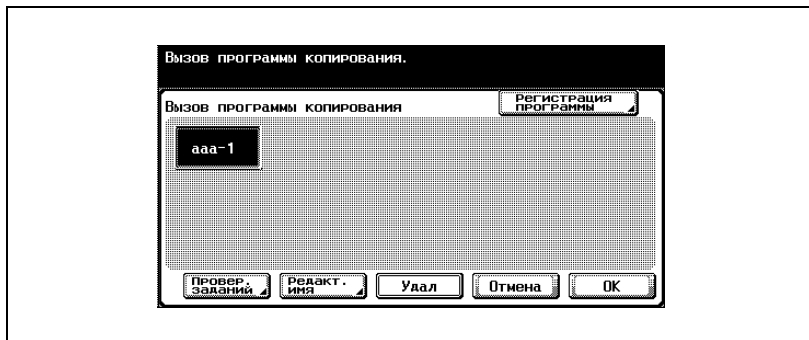 Вызов программы копирования.
Вызов программы копирования
Регистрация
программы
aaa-1
Провер.
заданий
Редакт.
имя
Удал
Отмена
OK